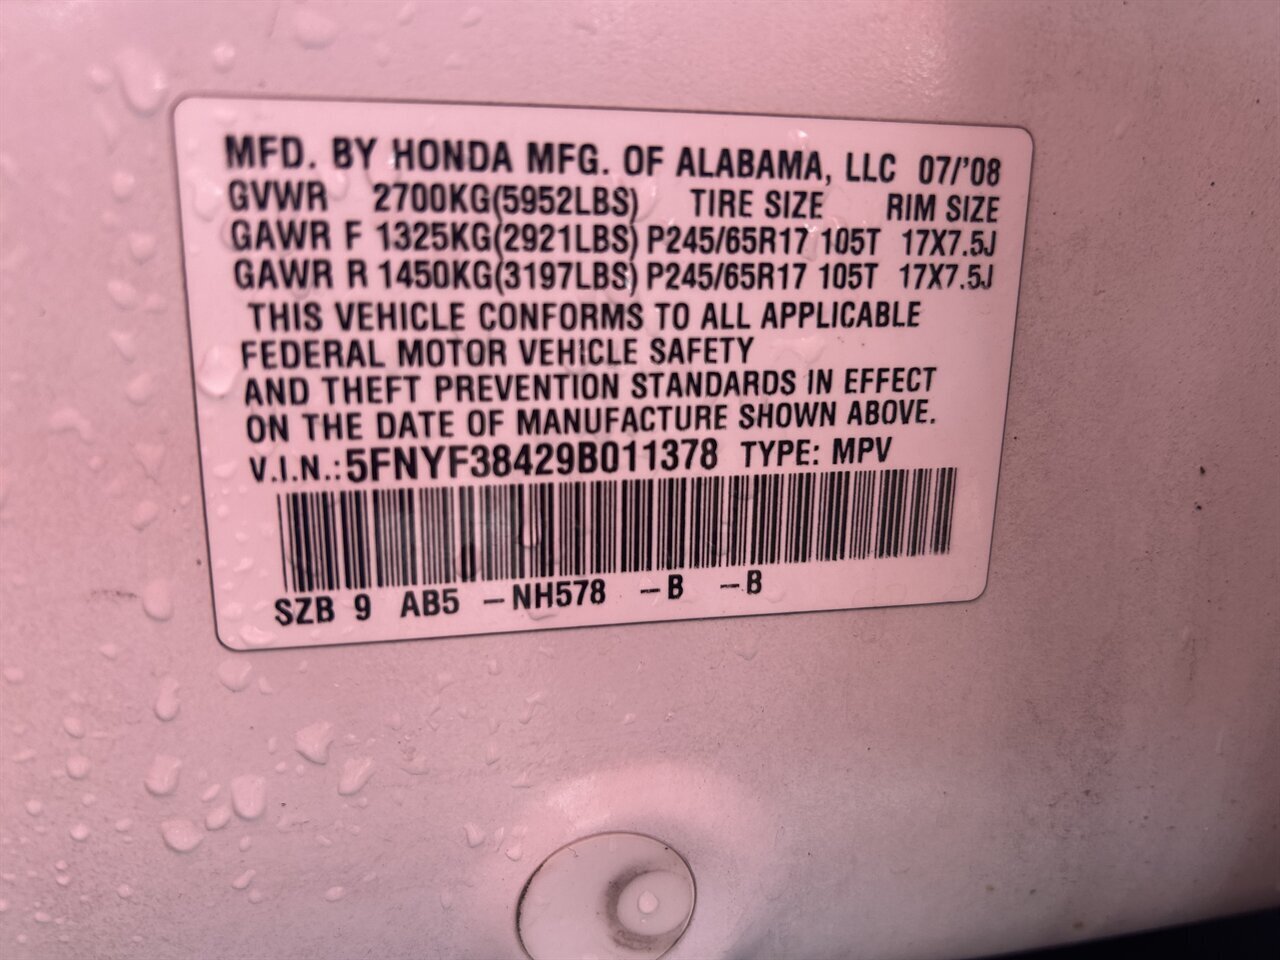 MFD. BY HONDA MFG. OF ALABAMA, LLC 07/'08
GVWR 2700KG(5952LBS) TIRE SIZE RIM SIZE
GAWR F 1325KG(2921LBS) P245/65R17 105T 17X7.5J
GAWR R 1450KG(3197LBS) P245/65R17 105T 17X7.5J
THIS VEHICLE CONFORMS TO ALL APPLICABLE
FEDERAL MOTOR VEHICLE SAFETY
AND THEFT PREVENTION STANDARDS IN EFFECT
ON THE DATE OF MANUFACTURE SHOWN ABOVE.
V.I.N.: 5FNYF38429B011378 TYPE: MPV
SZB 9 AB5 -NH578 -B -B